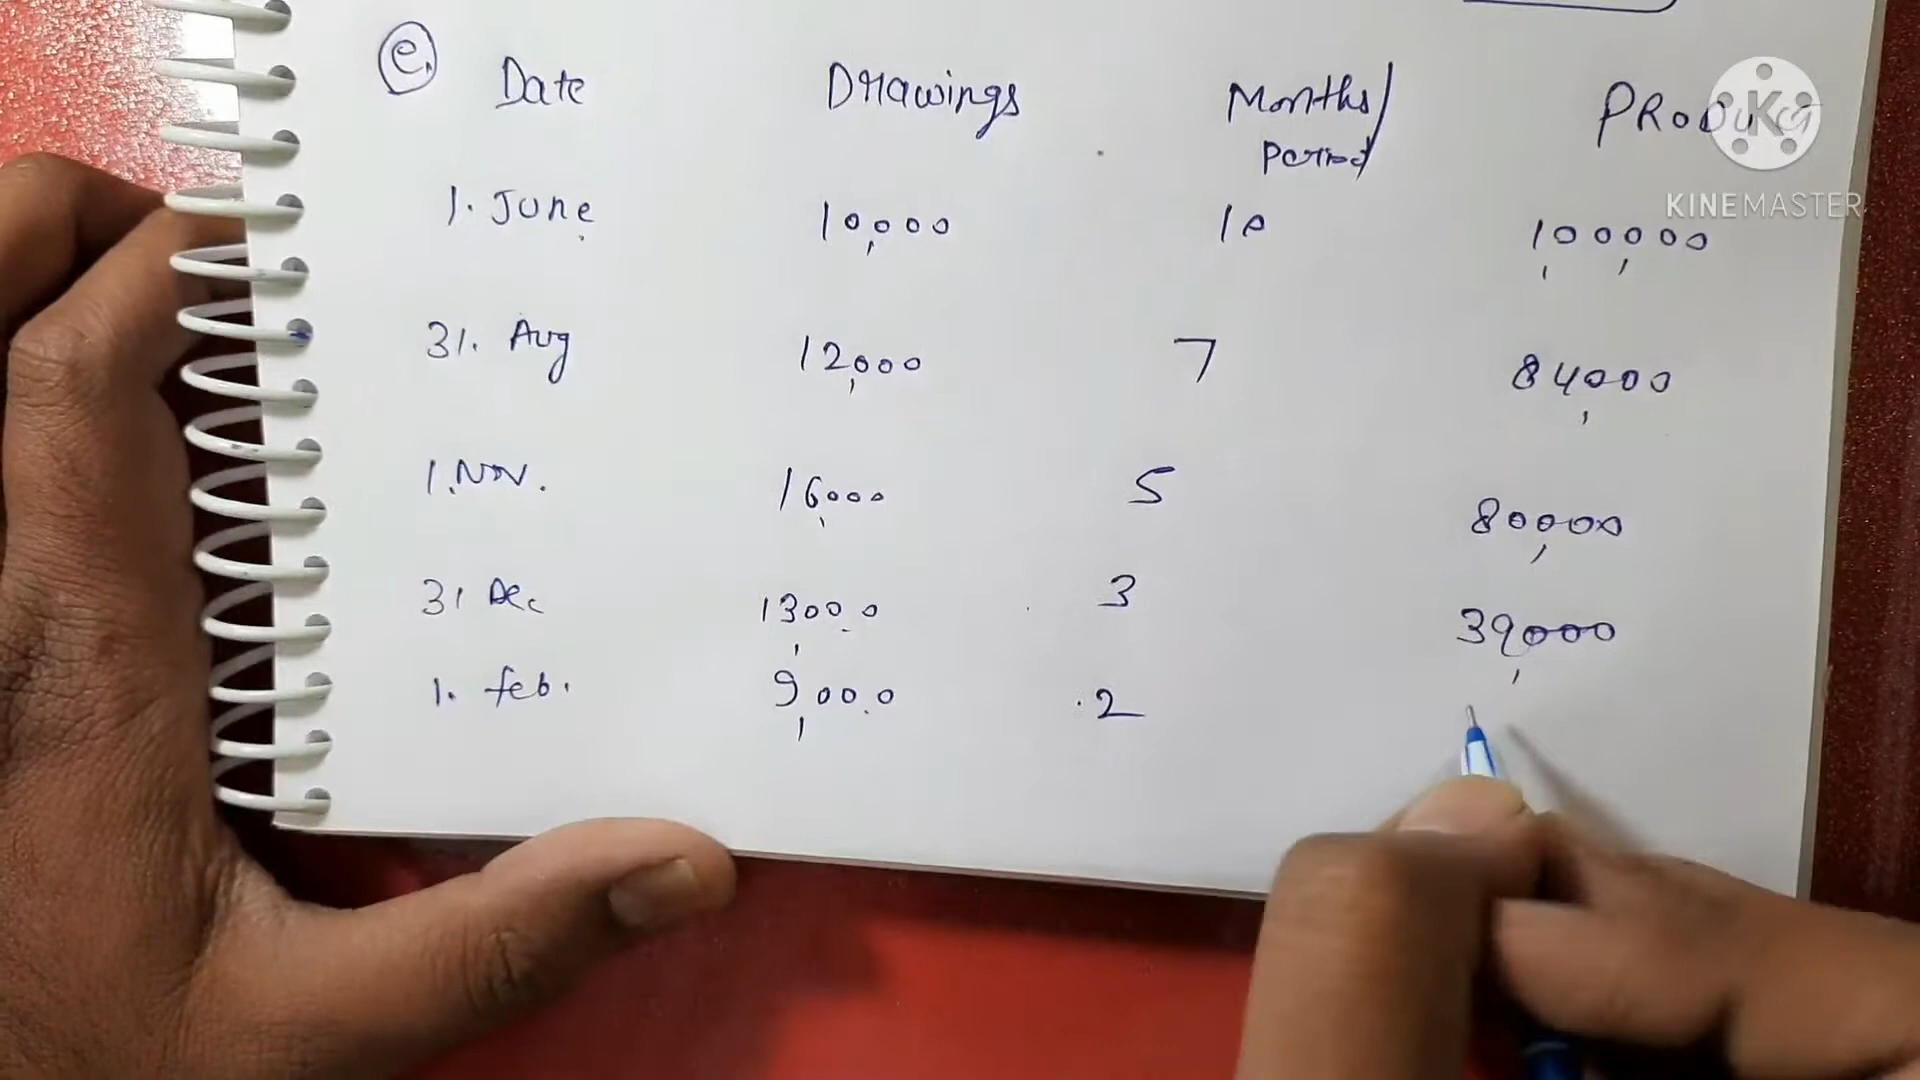 e. Date Drawings Months/ PRODUCT
Period
1. June 10,000 10 1,00,000
31. Aug 12,000 7 84,000
1. Nov. 16,000 5 80,000
31 Dec 13,000 3 39,000
1. feb. 9,000 2
K
KINEMASTER